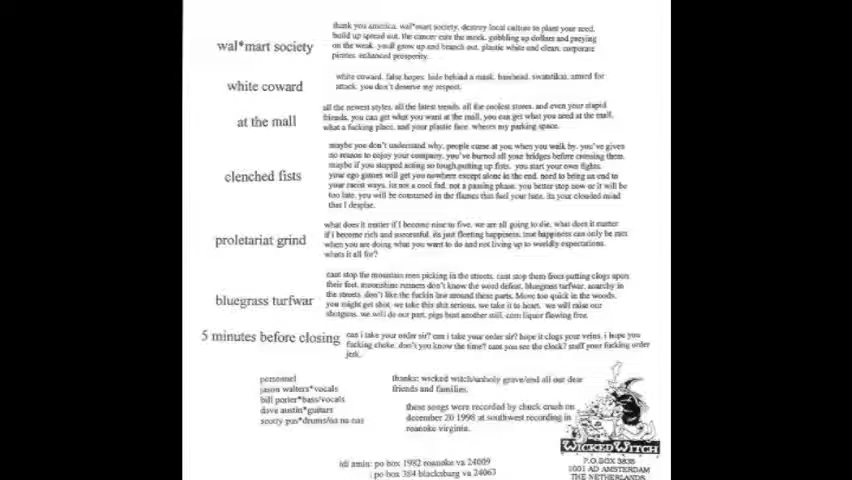 wal*mart society
thank you america. wal*mart society, destroy local culture to plant your seed.
build up spread out. the cancer eats the meek. gobbling up dollars and preying
on the weak. you'll grow up and branch out. plastic white and clean. corporate
pirates. enhanced prosperity.
white coward
white coward. false hopes. hide behind a mask. swastikas. armed for
attack. you don't deserve my respect.
at the mall
all the newest styles. all the latest trends. all the coolest stores. and even your stupid
friends. you can get what you want at the mall, you can get what you need at the mall.
what a fucking place, and your plastic face. wheres my parking space.
clenched fists
maybe you don't understand why, people curse at you when you walk by. you've given
no reason to enjoy your company. you've burned all your bridges before crossing them.
maybe if you stopped acting so tough,putting up fists. you start your own fights.
your ego games will get you nowhere except alone in the end. need to bring an end to
your racist ways. its not a cool fad. not a passing phase. you better stop now or it will be
too late. you will be consumed in the flames that fuel your hate. its your clouded mind
that I despise.
proletariat grind
what does it matter if I become nine to five. we are all going to die. what does it matter
if i become rich and successful. its just fleeting happiness. true happiness can only be met
when you are doing what you want to do and not living up to worldly expectations.
whats it all for?
bluegrass turfwar
cant stop the mountain men picking in the streets. cant stop them from putting clogs upon
their feet. moonshine runners don't know the word defeat. bluegrass turfwar. anarchy in
the streets. don't like the fuckin law around these parts. Move too quick in the woods.
you might get shot. we take this shit serious. we take it to heart. we will raise our
shotguns. we will do our part. pigs bust another still. corn liquor flowing free.
5 minutes before closing
can i take your order sir? can i take your order sir? hope it clogs your veins. i hope you
fucking choke. don't you know the time? cant you see the clock? stuff your fucking order
jerk.
personnel
jason walters*vocals
bill porter*bass/vocals
dave austin*guitars
scotty
thanks: wicked witch/unholy grave/and all our dear
friends and families.
these songs were recorded by chuck crush on
december 20 1998 at southwest recording in
roanoke virginia.
idi amin: po box 1982 roanoke va 24009
: po box 384 blacksburg va 24063
WICKED WITCH
P.O.BOX 3835
1001 AD AMSTERDAM
THE NETHERLANDS